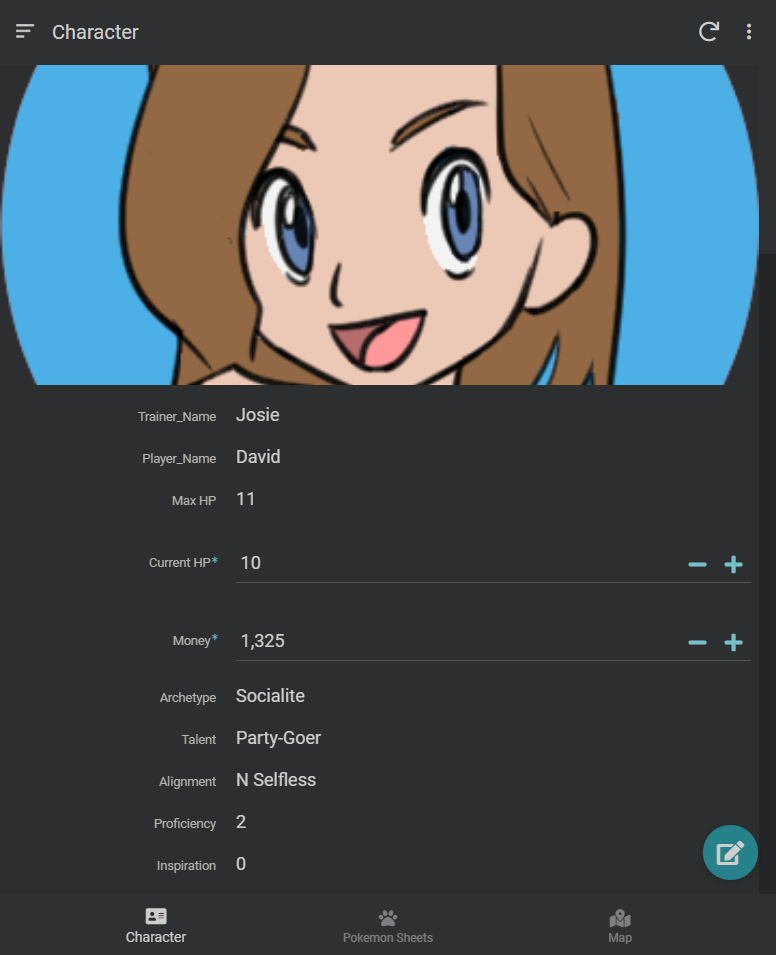 Character
Trainer_Name Josie
Player_Name David
Max HP 11
Current HP* 10
Money* 1,325
Archetype Socialite
Talent Party-Goer
Alignment N Selfless
Proficiency 2
Inspiration 0
Character Pokemon Sheets Map